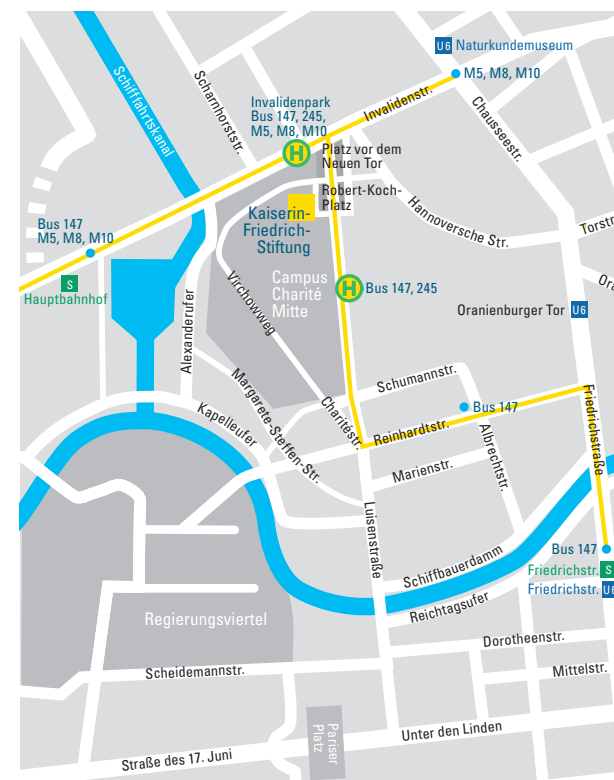 U6 Naturkundemuseum
M5, M8, M10
Schifffahrtskanal
Scharnhorststr.
Invalidenpark
Bus 147, 245,
M5, M8, M10
Invalidenstr.
Chausseestr.
H
Platz vor dem
Neuen Tor
Robert-Koch-
Platz
Kaiserin-
Friedrich-
Stiftung
Hannoversche Str.
Torstr
Bus 147
M5, M8, M10
S
Hauptbahnhof
Campus
Charité
Mitte
H Bus 147, 245
Virchowweg
Alexanderufer
Oranienburger Tor U6
Ora
Schumannstr.
Margarete-Steffen-Str.
Kapelleufer
Charitéstr.
Reinhardtstr.
Bus 147
Friedrichstraße
Albrechtstr.
Marienstr.
Luisenstraße
Schiffbauerdamm
Bus 147
Friedrichstr. S
Friedrichstr. U6
Reichtagsufer
Regierungsviertel
Dorotheenstr.
Scheidemannstr.
Mittelstr.
Pariser
Platz
Unter den Linden
Straße des 17. Juni